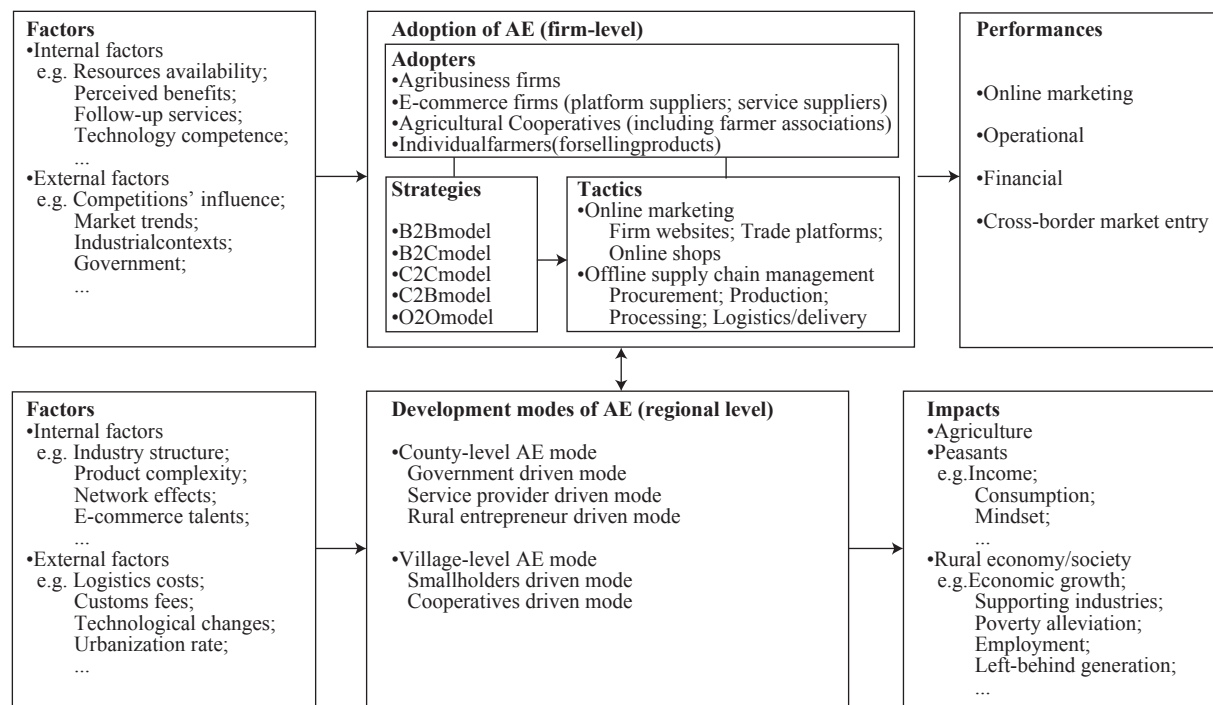 Factors
•Internal factors
e.g. Resources availability;
Perceived benefits;
Follow-up services;
Technology competence;
...
•External factors
e.g. Competitions’ influence;
Market trends;
Industrialcontexts;
Government;
...
Adoption of AE (firm-level)
Adopters
•Agribusiness firms
•E-commerce firms (platform suppliers; service suppliers)
•Agricultural Cooperatives (including farmer associations)
•Individualfarmers(forsellingproducts)
Strategies
•B2Bmodel
•B2Cmodel
•C2Cmodel
•C2Bmodel
•O2Omodel
Tactics
•Online marketing
Firm websites; Trade platforms;
Online shops
•Offline supply chain management
Procurement; Production;
Processing; Logistics/delivery
Performances
•Online marketing
•Operational
•Financial
•Cross-border market entry
Factors
•Internal factors
e.g. Industry structure;
Product complexity;
Network effects;
E-commerce talents;
...
•External factors
e.g. Logistics costs;
Customs fees;
Technological changes;
Urbanization rate;
...
Development modes of AE (regional level)
•County-level AE mode
Government driven mode
Service provider driven mode
Rural entrepreneur driven mode
•Village-level AE mode
Smallholders driven mode
Cooperatives driven mode
Impacts
•Agriculture
•Peasants
e.g.Income;
Consumption;
Mindset;
...
•Rural economy/society
e.g.Economic growth;
Supporting industries;
Poverty alleviation;
Employment;
Left-behind generation;
...